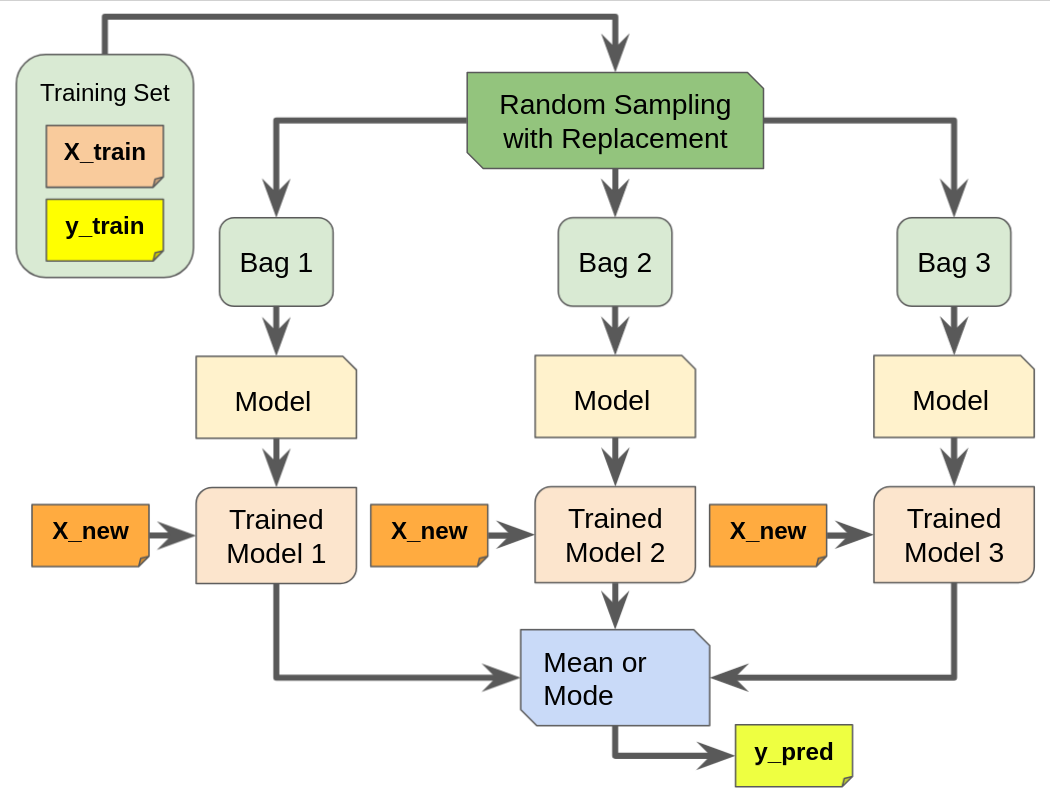 Training Set
X_train
y_train
Random Sampling
with Replacement
Bag 1
Bag 2
Bag 3
Model
Model
Model
X_new
Trained
Model 1
X_new
Trained
Model 2
X_new
Trained
Model 3
Mean or
Mode
y_pred